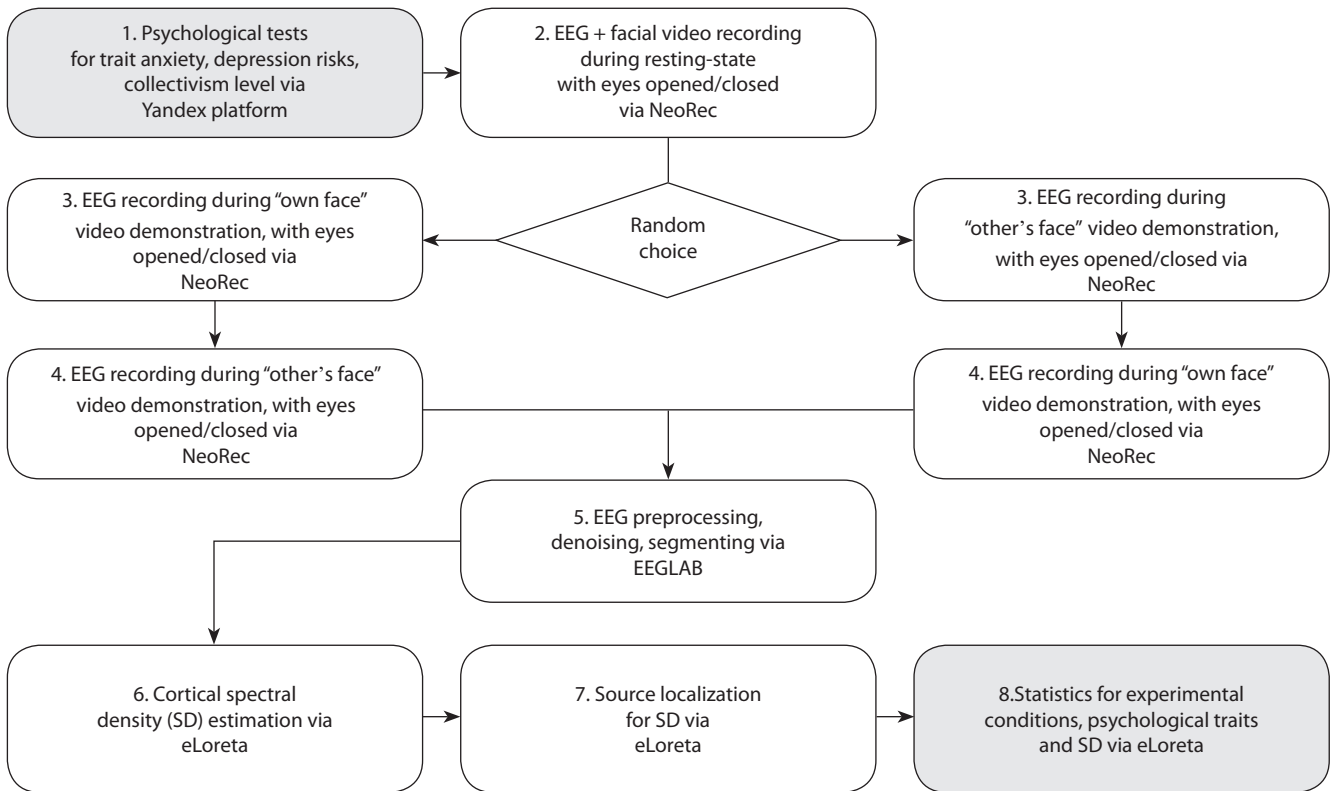 1. Psychological tests
for trait anxiety, depression risks,
collectivism level via
Yandex platform
2. EEG + facial video recording
during resting-state
with eyes opened/closed
via NeoRec
3. EEG recording during “own face”
video demonstration, with eyes
opened/closed via
NeoRec
Random
choice
3. EEG recording during
“other’s face” video demonstration,
with eyes opened/closed via
NeoRec
4. EEG recording during “other’s face”
video demonstration, with eyes
opened/closed via
NeoRec
4. EEG recording during “own face”
video demonstration, with eyes
opened/closed via
NeoRec
5. EEG preprocessing,
denoising, segmenting via
EEGLAB
6. Cortical spectral
density (SD) estimation via
eLoreta
7. Source localization
for SD via
eLoreta
8.Statistics for experimental
conditions, psychological traits
and SD via eLoreta